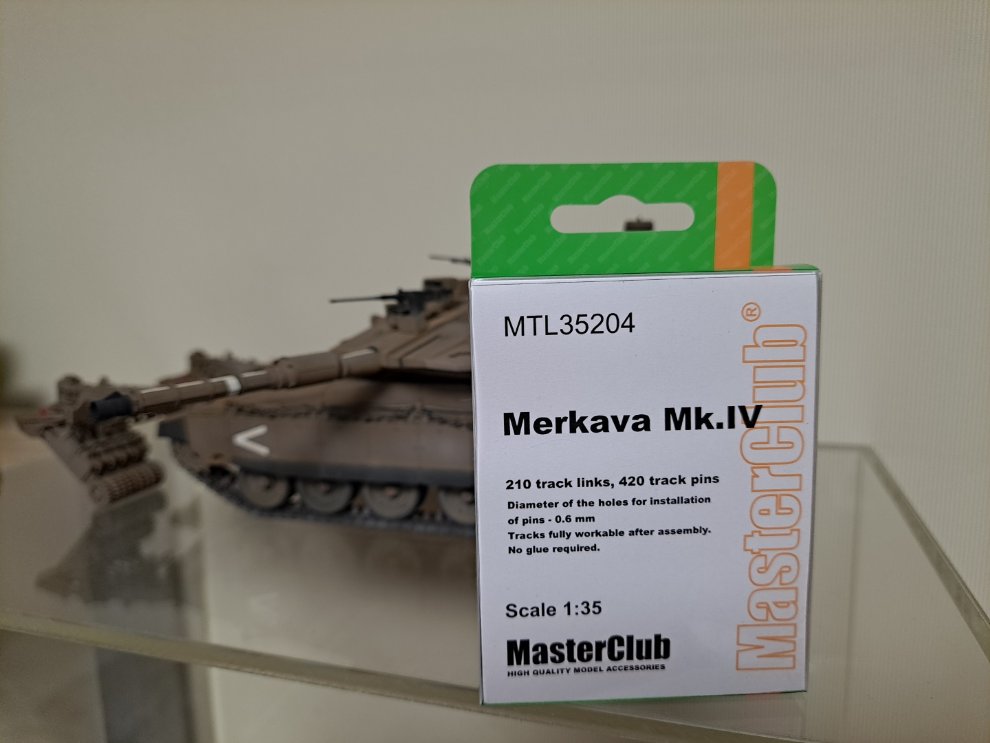 MTL35204
Merkava Mk.IV
210 track links, 420 track pins
Diameter of the holes for installation
of pins - 0.6 mm
Tracks fully workable after assembly.
No glue required.
Scale 1:35
MasterClub
HIGH QUALITY MODEL ACCESSORIES
MasterClub®